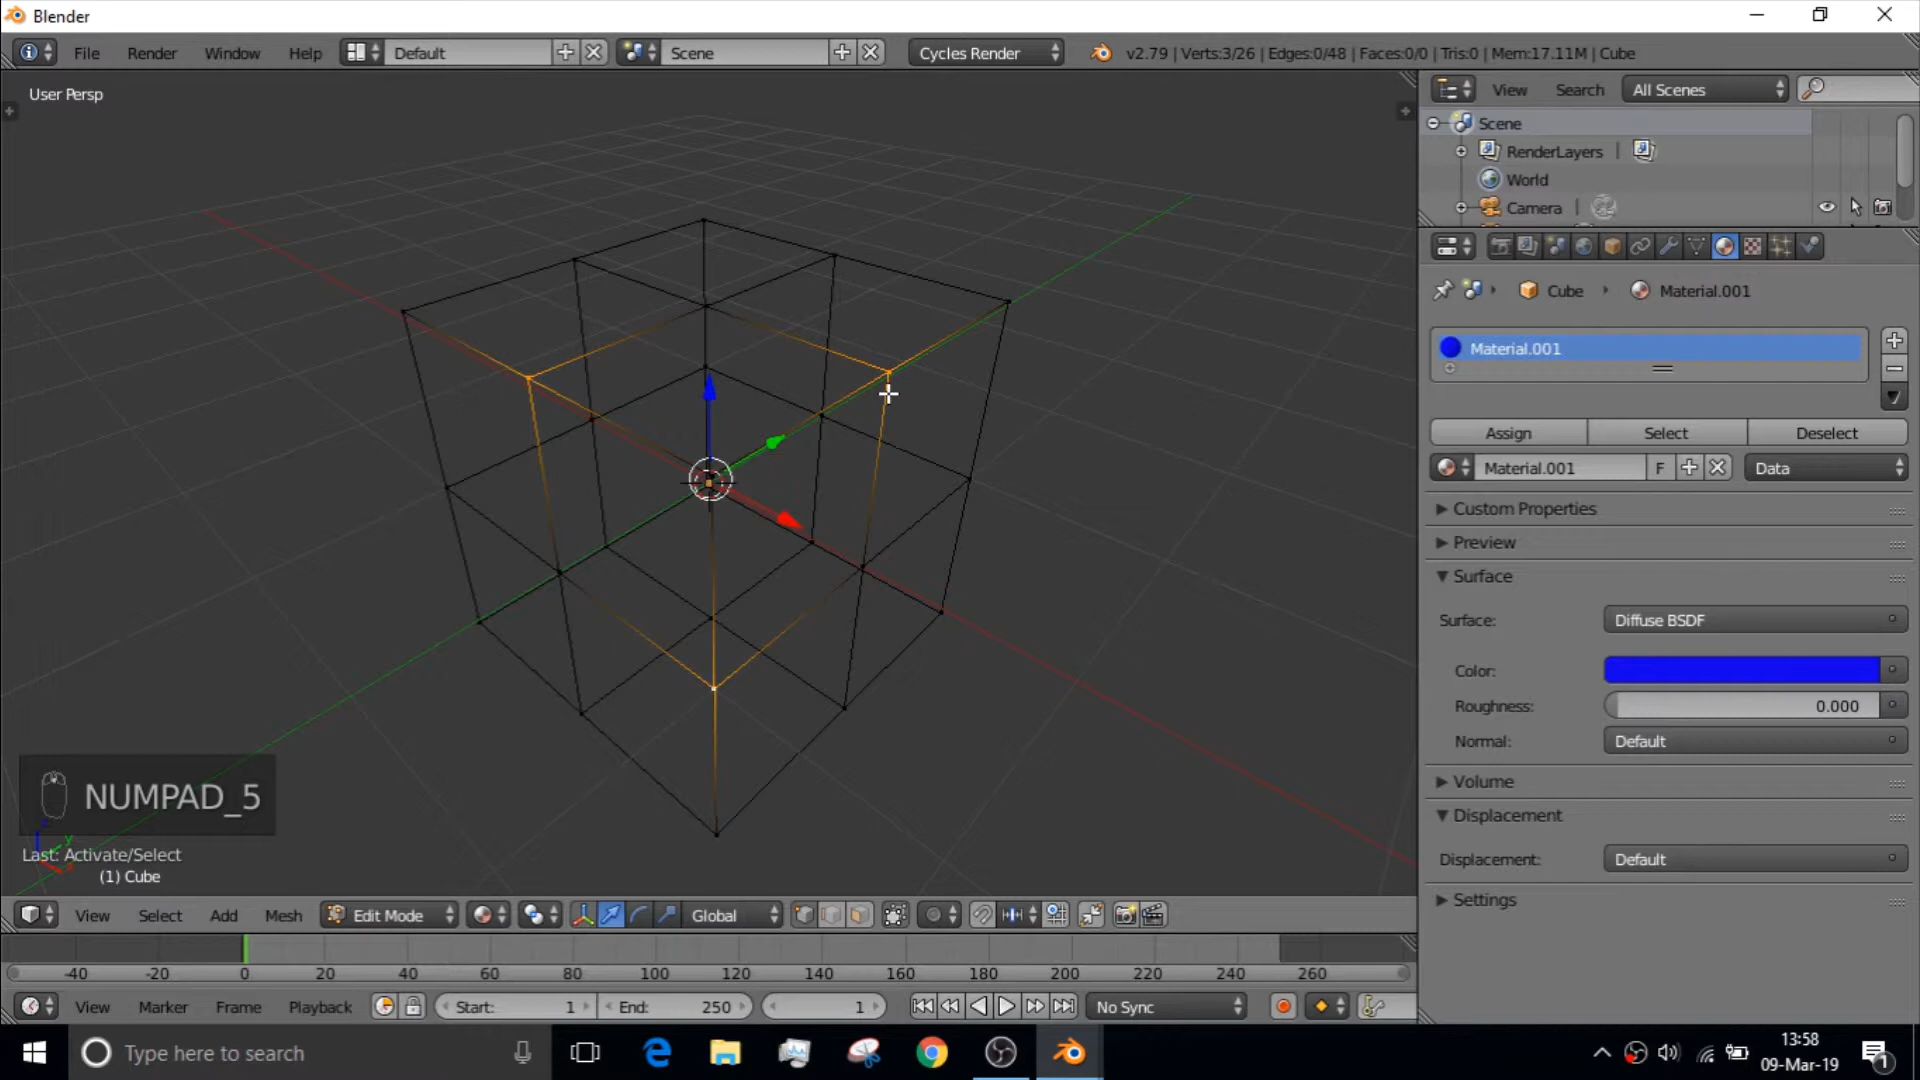 Blender
File Render Window Help Default Scene Cycles Render v2.79 | Verts:3/26 | Edges:0/48 | Faces:0/0 | Tris:0 | Mem:17.11M | Cube
User Persp
View Search All Scenes
Scene
RenderLayers
World
Camera
Cube Material.001
Material.001
Assign Select Deselect
Material.001 F Data
Custom Properties
Preview
Surface
Surface: Diffuse BSDF
Color:
Roughness: 0.000
Normal: Default
Volume
Displacement
Displacement: Default
Settings
NUMPAD_5
Last: Activate/Select
(1) Cube
View Select Add Mesh Edit Mode Global
-40 -20 0 20 40 60 80 100 120 140 160 180 200 220 240 260
View Marker Frame Playback Start: 1 End: 250 1 No Sync
Type here to search
13:58
09-Mar-19
1